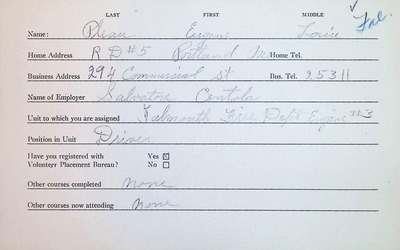 LAST FIRST MIDDLE
Name: Eugene Louis Fal.
Home Address R D #5 Portland Me. Home Tel.
Business Address 294 Commercial St Bus. Tel. 25311
Name of Employer Salvatore Centola
Unit to which you are assigned Falmouth Fire Dept Engine #3
Position in Unit Driver
Have you registered with Yes ☒
Volunteer Placement Bureau? No ☐
Other courses completed none
Other courses now attending None